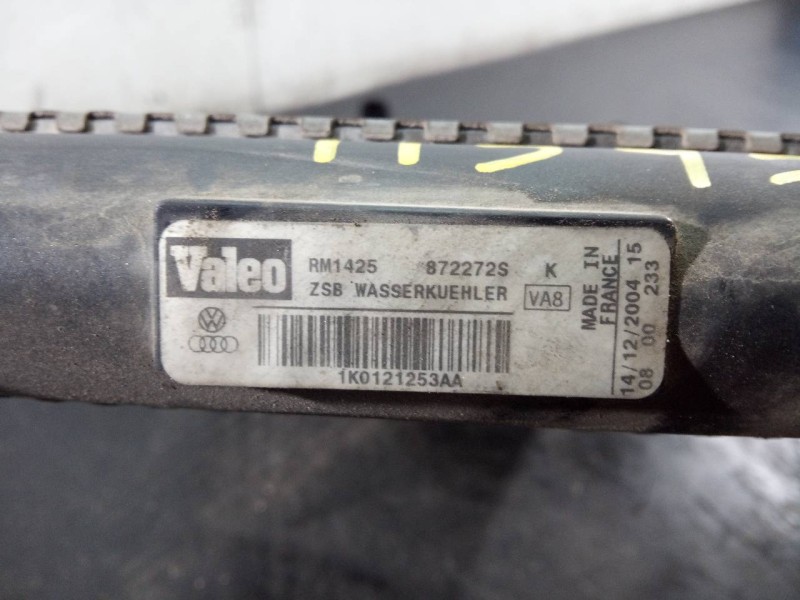 Valeo
RM1425 872272S K
ZSB WASSERKUEHLER VA8
1K0121253AA
MADE IN
FRANCE
14/12/2004 15
08 00 233